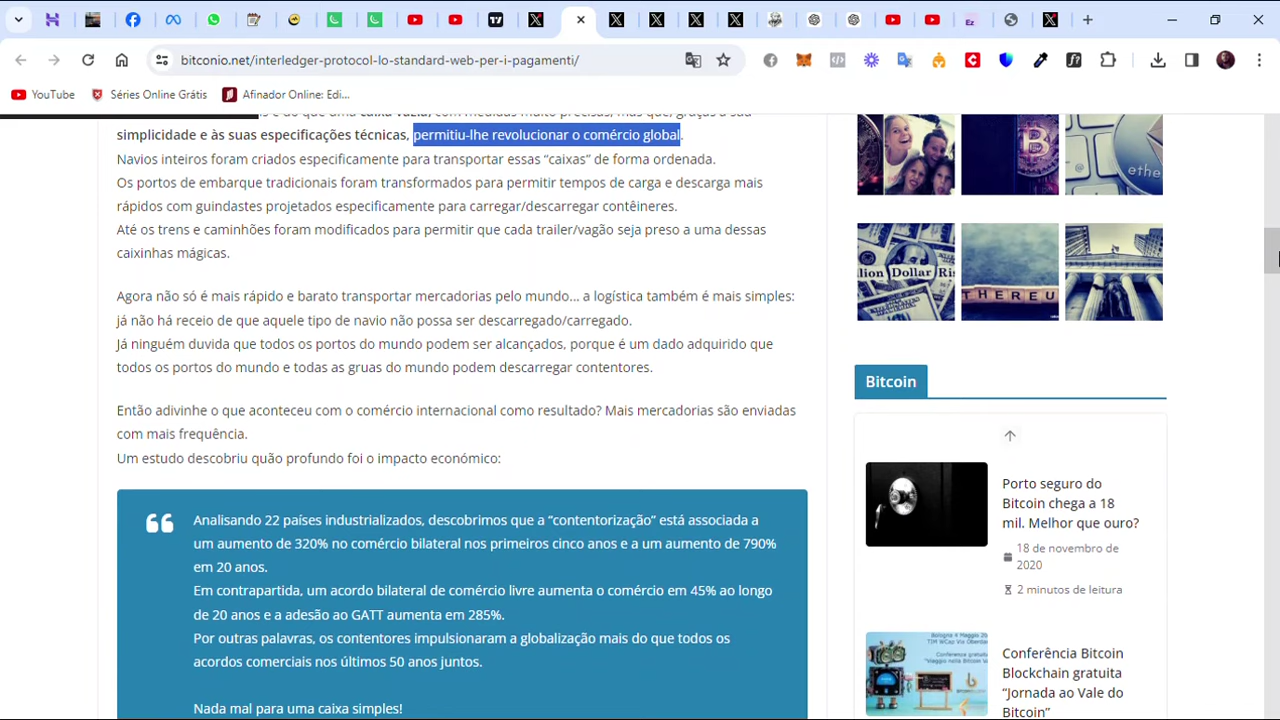 bitconio.net/interledger-protocol-lo-standard-web-per-i-pagamenti/
YouTube
Séries Online Grátis
Afinador Online: Edi...
simplicidade e às suas especificações técnicas, permitiu-lhe revolucionar o comércio global.
Navios inteiros foram criados especificamente para transportar essas “caixas” de forma ordenada.
Os portos de embarque tradicionais foram transformados para permitir tempos de carga e descarga mais
rápidos com guindastes projetados especificamente para carregar/descarregar contêineres.
Até os trens e caminhões foram modificados para permitir que cada trailer/vagão seja preso a uma dessas
caixinhas mágicas.
Agora não só é mais rápido e barato transportar mercadorias pelo mundo... a logística também é mais simples:
já não há receio de que aquele tipo de navio não possa ser descarregado/carregado.
Já ninguém duvida que todos os portos do mundo podem ser alcançados, porque é um dado adquirido que
todos os portos do mundo e todas as gruas do mundo podem descarregar contentores.
Então adivinhe o que aconteceu com o comércio internacional como resultado? Mais mercadorias são enviadas
com mais frequência.
Um estudo descobriu quão profundo foi o impacto económico:
Analisando 22 países industrializados, descobrimos que a “contentorização” está associada a
um aumento de 320% no comércio bilateral nos primeiros cinco anos e a um aumento de 790%
em 20 anos.
Em contrapartida, um acordo bilateral de comércio livre aumenta o comércio em 45% ao longo
de 20 anos e a adesão ao GATT aumenta em 285%.
Por outras palavras, os contentores impulsionaram a globalização mais do que todos os
acordos comerciais nos últimos 50 anos juntos.
Nada mal para uma caixa simples!
ethe
llion Dollar Ris
THEREU
Bitcoin
Porto seguro do
Bitcoin chega a 18
mil. Melhor que ouro?
18 de novembro de
2020
2 minutos de leitura
Conferência Bitcoin
Blockchain gratuita
“Jornada ao Vale do
Bitcoin”